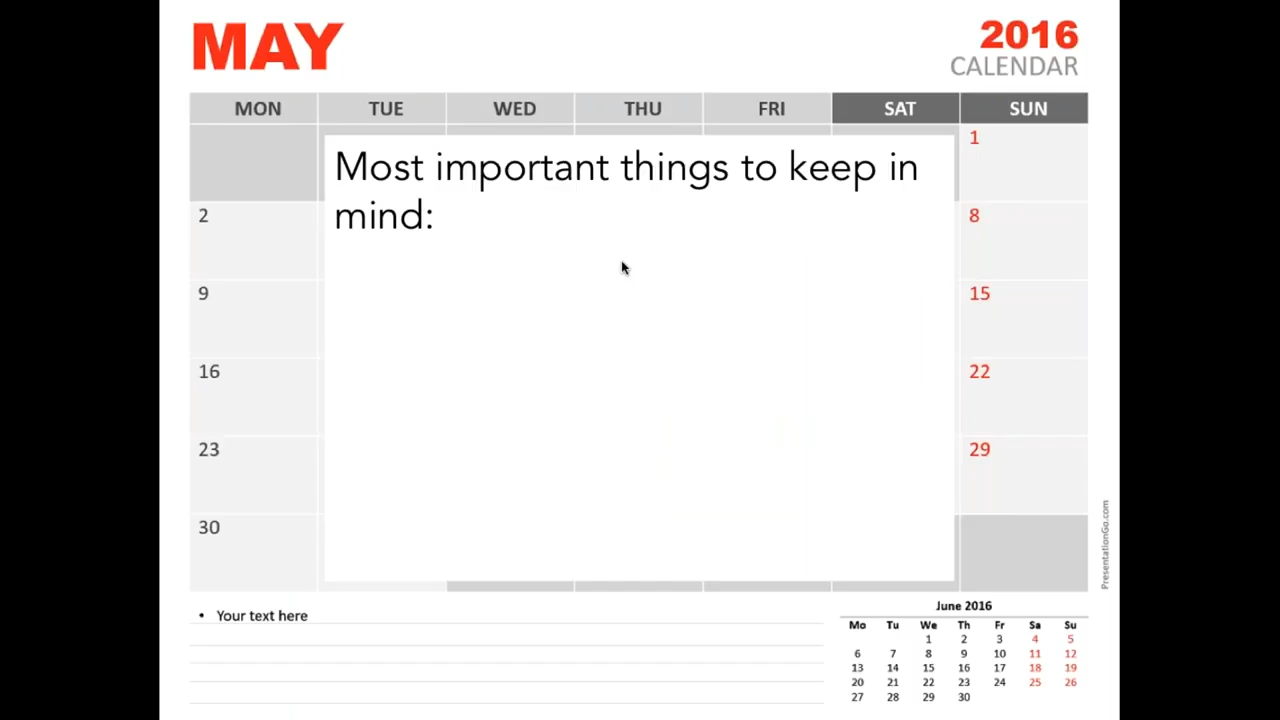 MAY
2016
CALENDAR
MON TUE WED THU FRI SAT SUN
Most important things to keep in
mind:
1
2 8
9 15
16 22
23 29
30
PresentationGo.com
• Your text here
June 2016
Mo Tu We Th Fr Sa Su
1 2 3 4 5
6 7 8 9 10 11 12
13 14 15 16 17 18 19
20 21 22 23 24 25 26
27 28 29 30